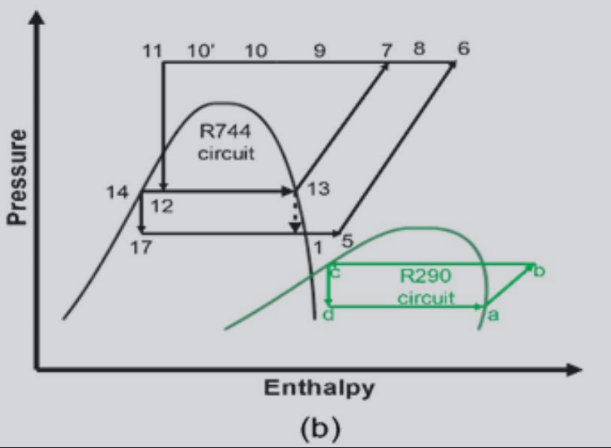 11 10' 10 9 7 8 6
R744
circuit
14 12 13
17 1 5
c R290 b
circuit
d a
Pressure
Enthalpy
(b)